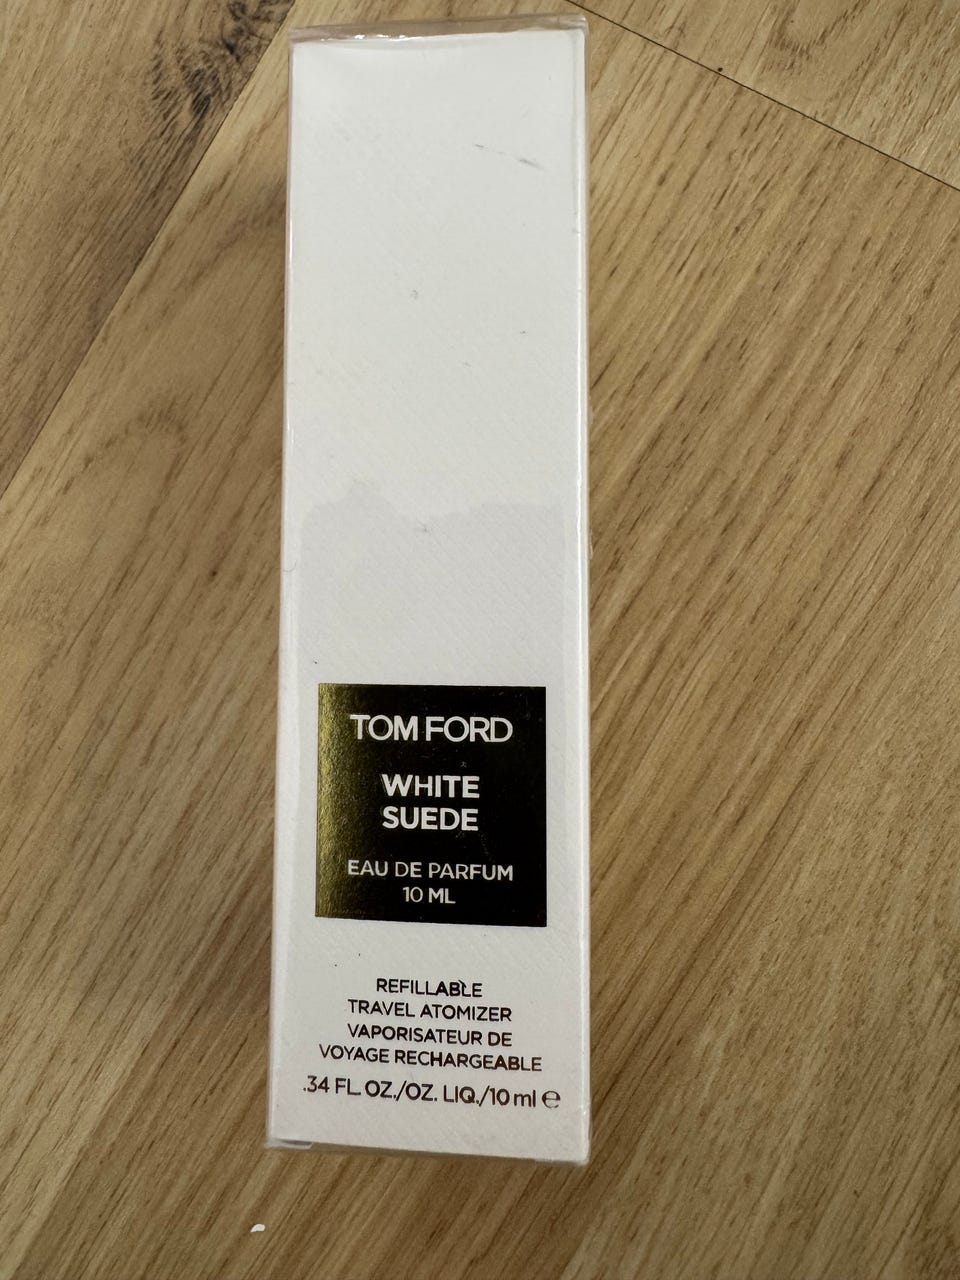 TOM FORD
WHITE
SUEDE
EAU DE PARFUM
10 ML
REFILLABLE
TRAVEL ATOMIZER
VAPORISATEUR DE
VOYAGE RECHARGEABLE
.34 FL. OZ./OZ. LIQ./10 ml ℮